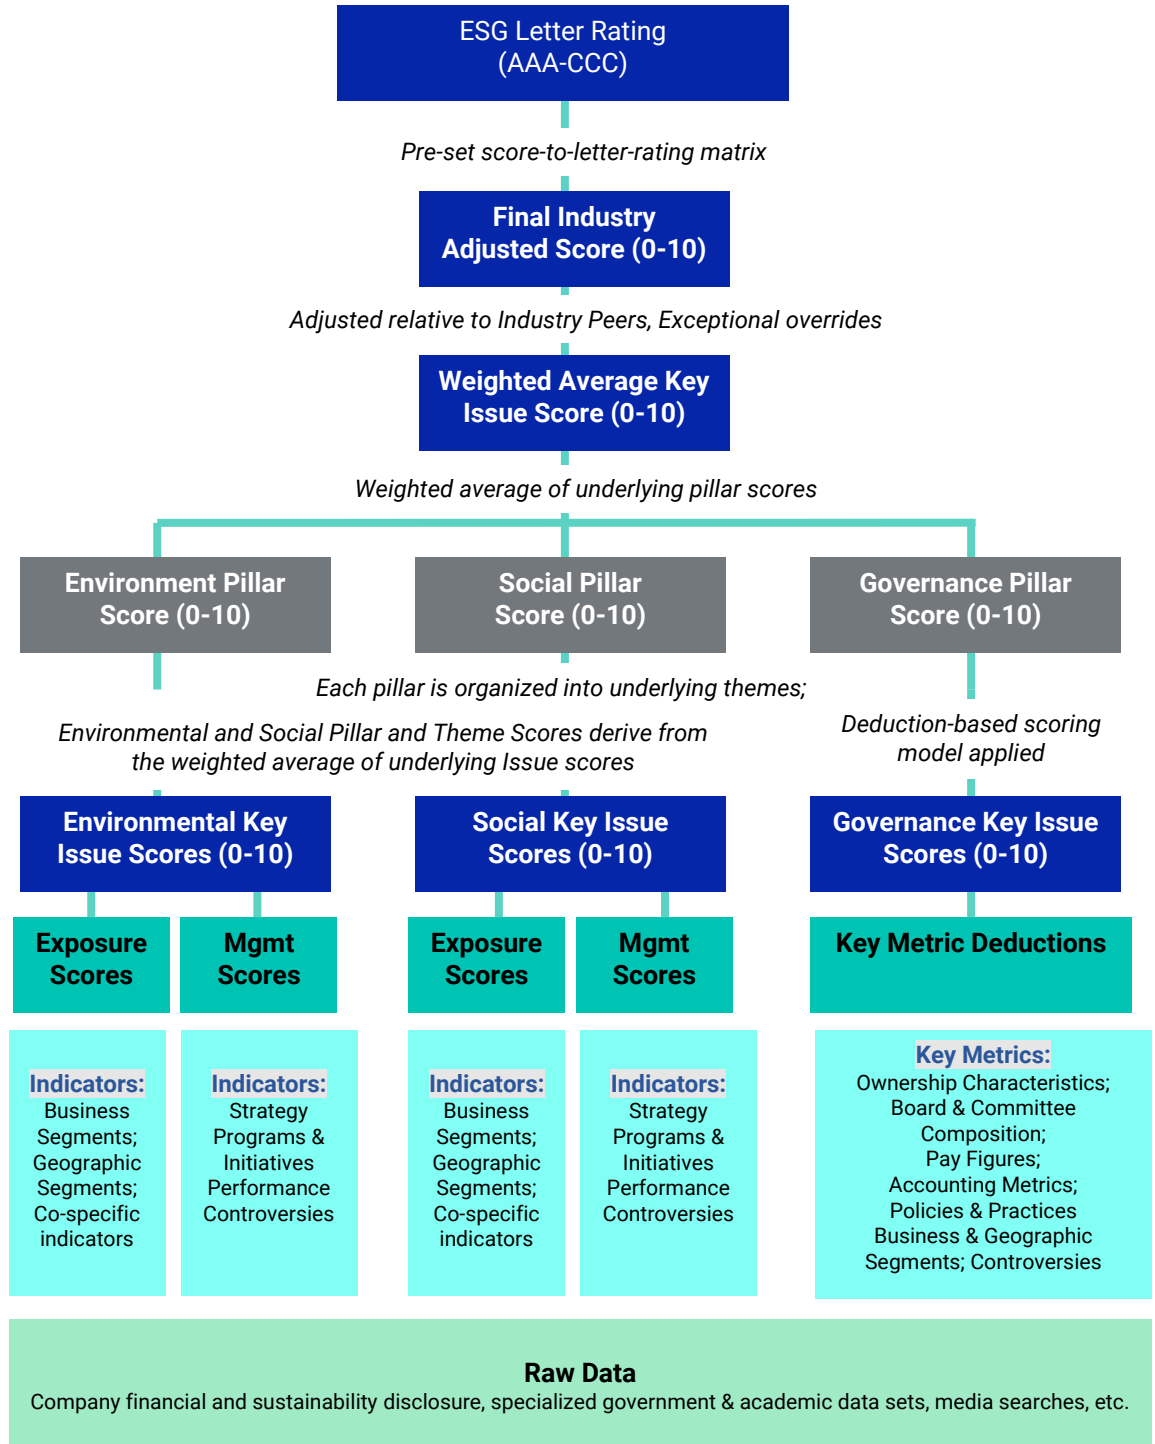 ESG Letter Rating
(AAA-CCC)
Pre-set score-to-letter-rating matrix
Final Industry
Adjusted Score (0-10)
Adjusted relative to Industry Peers, Exceptional overrides
Weighted Average Key
Issue Score (0-10)
Weighted average of underlying pillar scores
Environment Pillar
Score (0-10)
Social Pillar
Score (0-10)
Governance Pillar
Score (0-10)
Each pillar is organized into underlying themes;
Environmental and Social Pillar and Theme Scores derive from
the weighted average of underlying Issue scores
Deduction-based scoring
model applied
Environmental Key
Issue Scores (0-10)
Social Key Issue
Scores (0-10)
Governance Key Issue
Scores (0-10)
Exposure
Scores
Mgmt
Scores
Exposure
Scores
Mgmt
Scores
Key Metric Deductions
Indicators:
Business
Segments;
Geographic
Segments;
Co-specific
indicators
Indicators:
Strategy
Programs &
Initiatives
Performance
Controversies
Indicators:
Business
Segments;
Geographic
Segments;
Co-specific
indicators
Indicators:
Strategy
Programs &
Initiatives
Performance
Controversies
Key Metrics:
Ownership Characteristics;
Board & Committee
Composition;
Pay Figures;
Accounting Metrics;
Policies & Practices
Business & Geographic
Segments; Controversies
Raw Data
Company financial and sustainability disclosure, specialized government & academic data sets, media searches, etc.